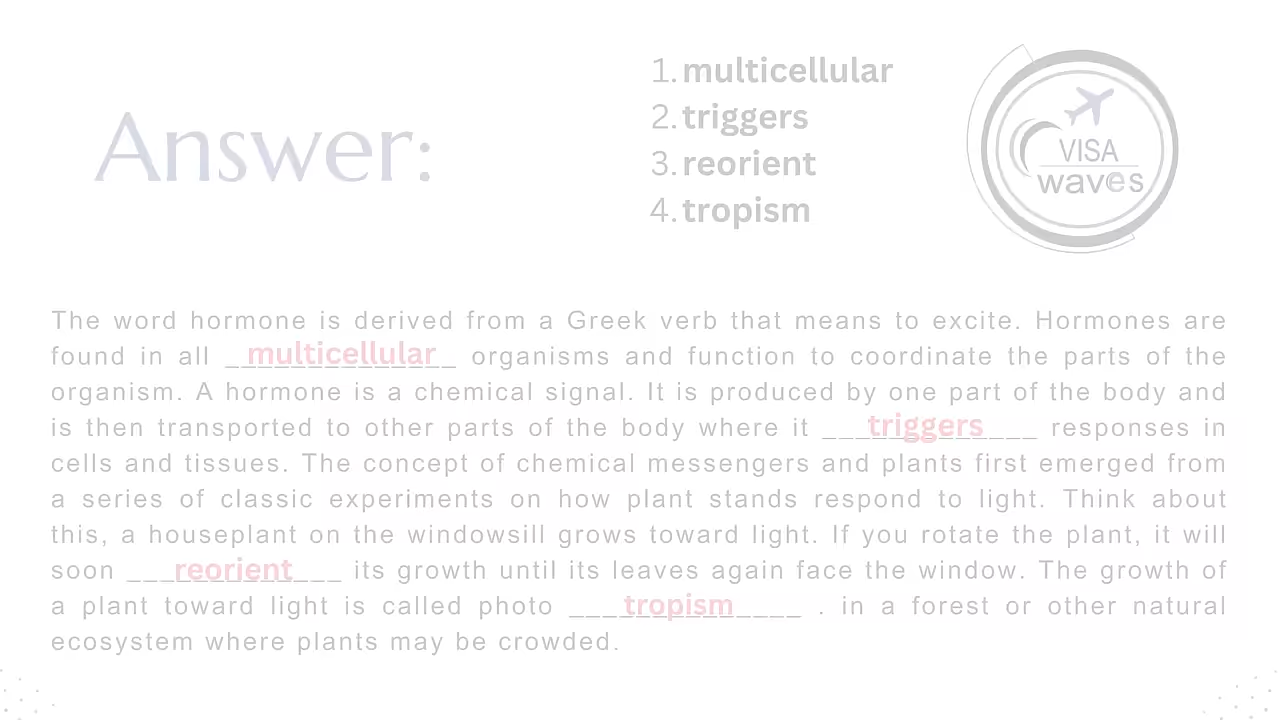 Answer:
1. multicellular
2. triggers
3. reorient
4. tropism
VISA
waves
The word hormone is derived from a Greek verb that means to excite. Hormones are
found in all ______multicellular______ organisms and function to coordinate the parts of the
organism. A hormone is a chemical signal. It is produced by one part of the body and
is then transported to other parts of the body where it ___triggers___ responses in
cells and tissues. The concept of chemical messengers and plants first emerged from
a series of classic experiments on how plant stands respond to light. Think about
this, a houseplant on the windowsill grows toward light. If you rotate the plant, it will
soon ___reorient___ its growth until its leaves again face the window. The growth of
a plant toward light is called photo ___tropism____ . in a forest or other natural
ecosystem where plants may be crowded.